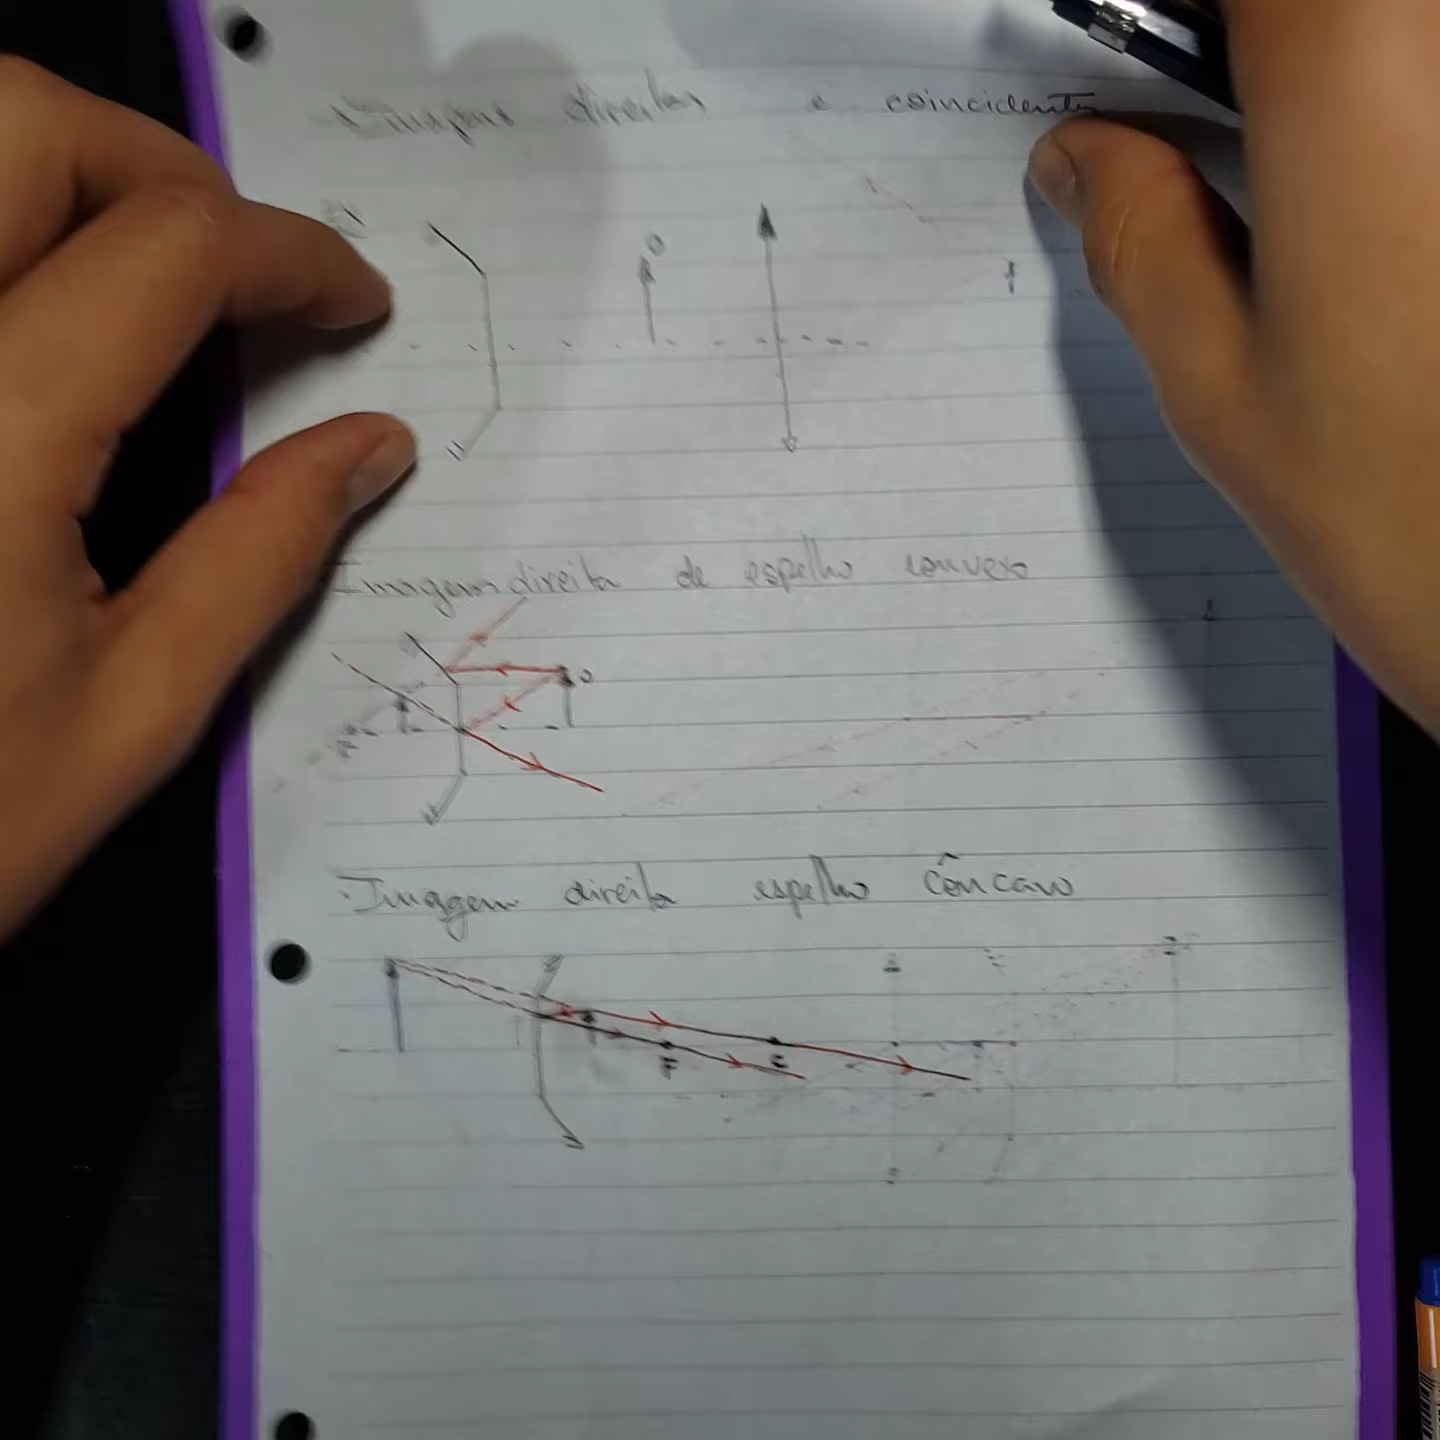 Imagens direitas e coincidentes
O
Imagem direita de espelho convexo
O
F
Imagem direita espelho côncavo
F C